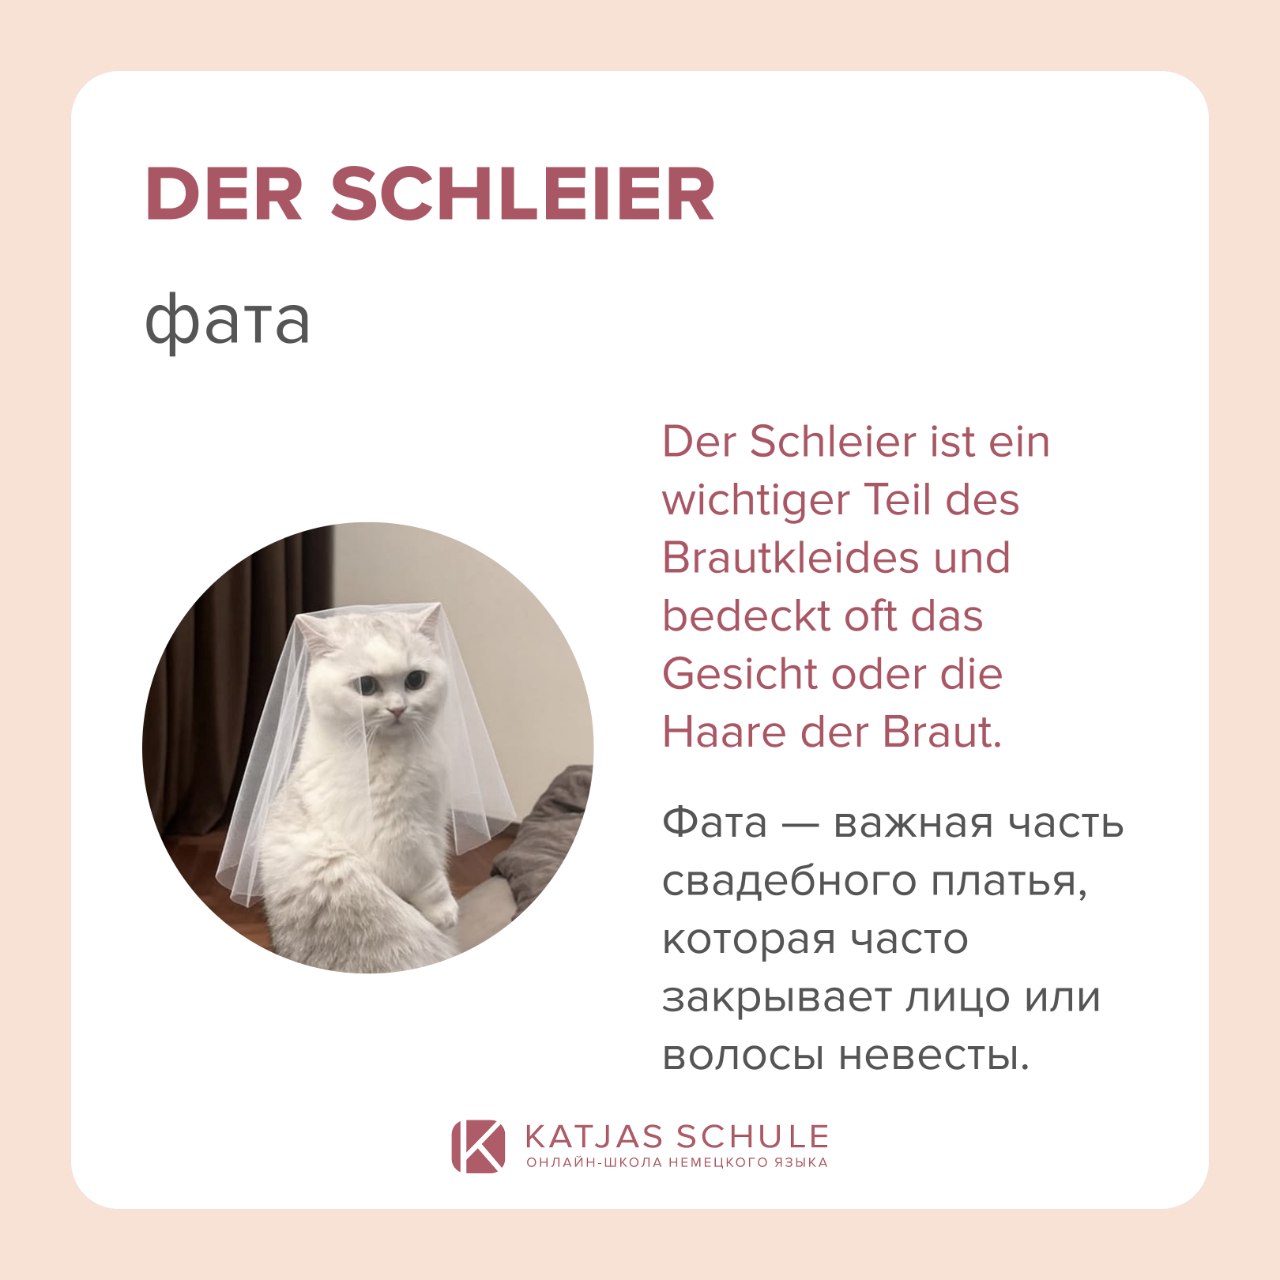 DER SCHLEIER
фата
Der Schleier ist ein
wichtiger Teil des
Brautkleides und
bedeckt oft das
Gesicht oder die
Haare der Braut.
Фата — важная часть
свадебного платья,
которая часто
закрывает лицо или
волосы невесты.
KATJAS SCHULE
ОНЛАЙН-ШКОЛА НЕМЕЦКОГО ЯЗЫКА